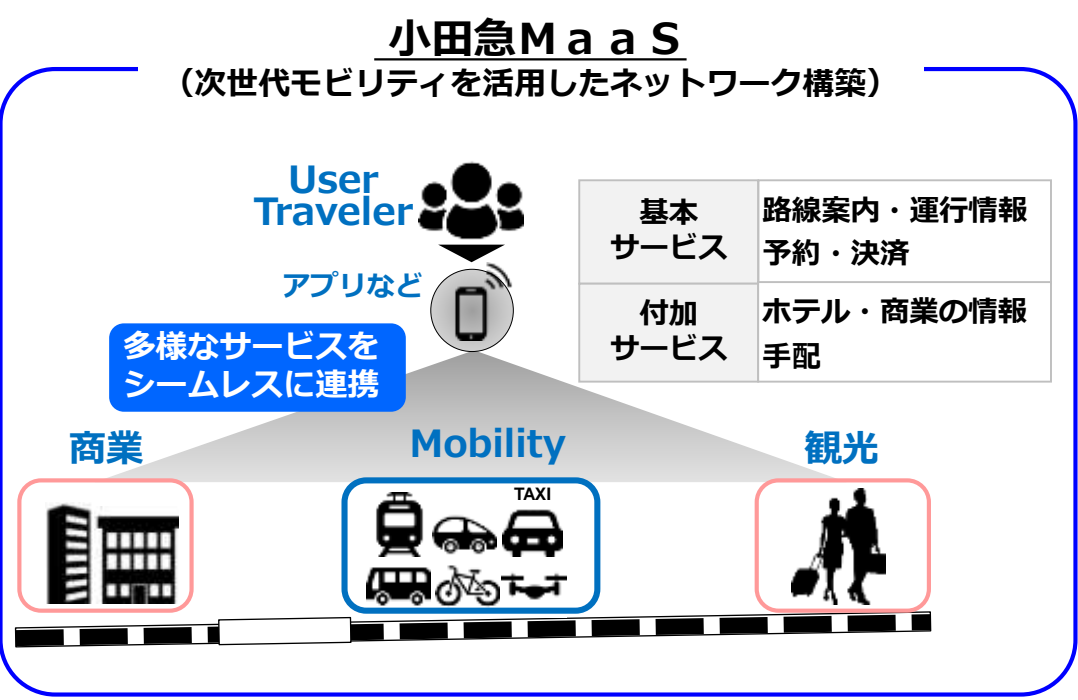 小田急ＭａａＳ
（次世代モビリティを活用したネットワーク構築）
User
Traveler
アプリなど
多様なサービスを
シームレスに連携
基本
サービス
路線案内・運行情報
予約・決済
付加
サービス
ホテル・商業の情報
手配
商業
Mobility
観光
TAXI